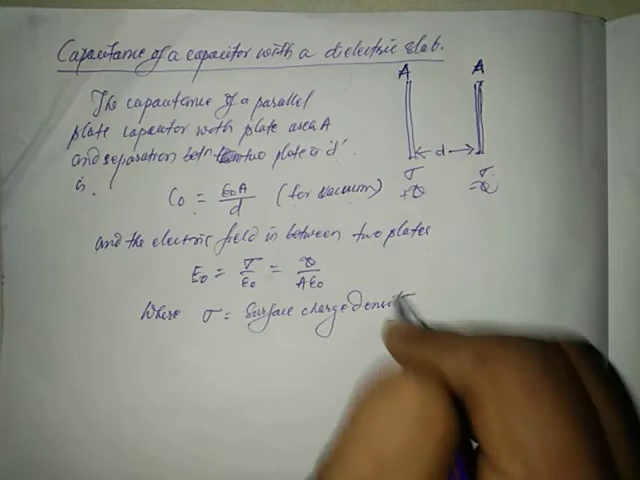 Capacitance of a capacitor with a dielectric slab.
A A
The capacitance of a parallel
plate capacitor with plate area A
and separation beth two plate is 'd'.
is.
d
σ σ
+Q -Q
C₀ = ε₀A/d (for vacuum)
and the electric field in between two plates
E₀ = σ/ε₀ = Q/Aε₀
Where σ = Surface charge densit